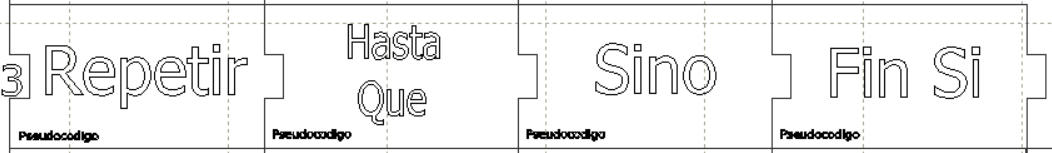 3
Repetir
Pseudocodigo
Hasta
Que
Pseudocodigo
Sino
Pseudocodigo
Fin Si
Pseudocodigo